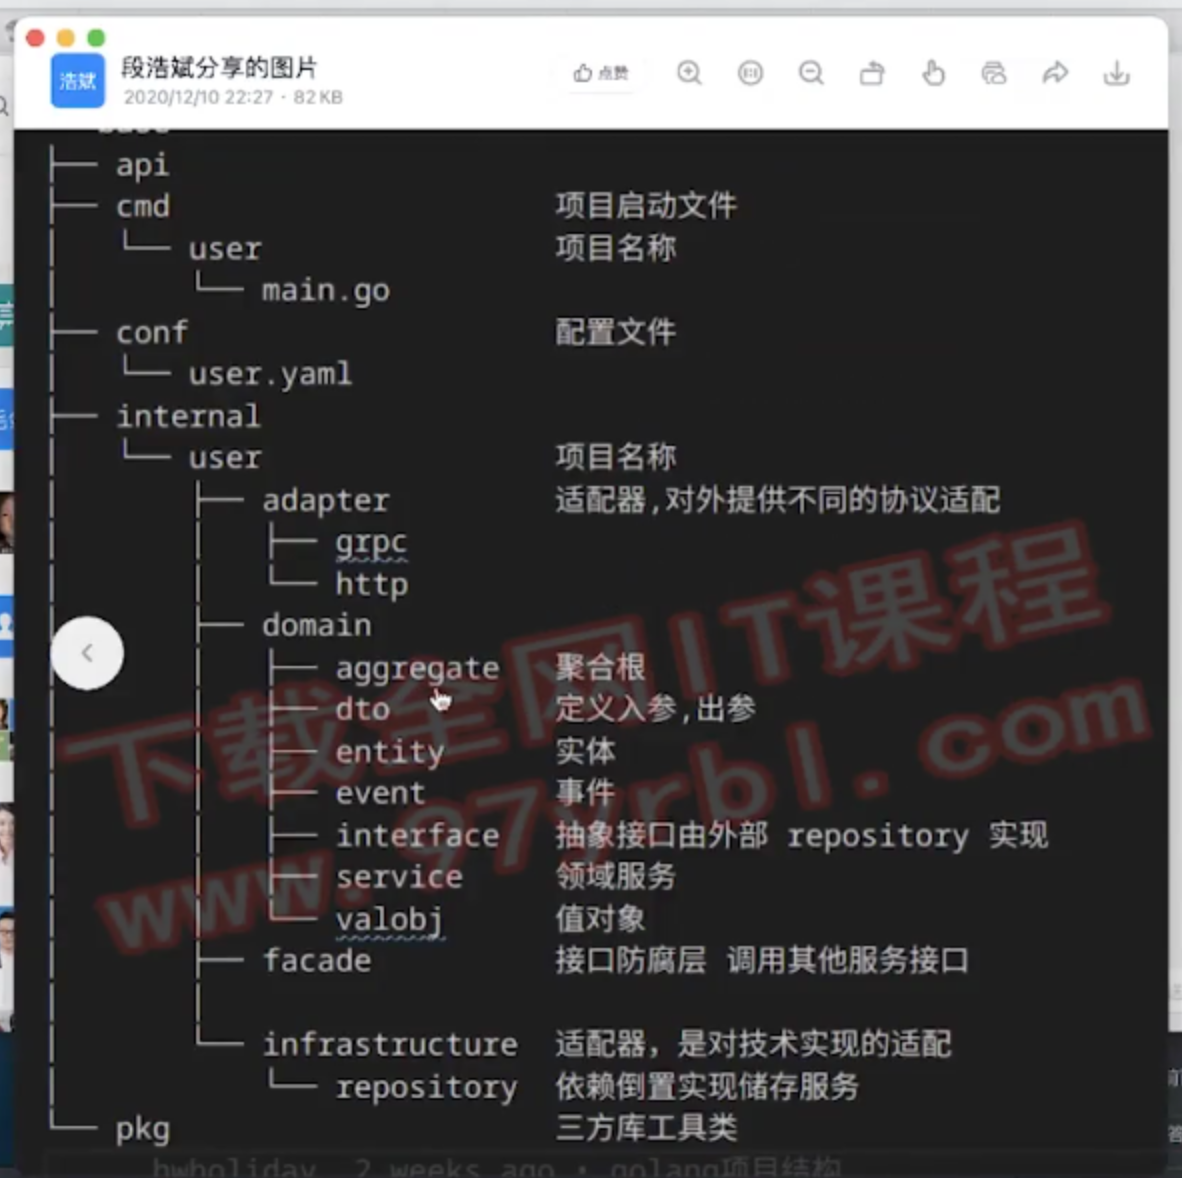 浩斌
段浩斌分享的图片
2020/12/10 22:27 · 82 KB
点赞
├── api
├── cmd 项目启动文件
│   └── user 项目名称
│       └── main.go
├── conf 配置文件
│   └── user.yaml
├── internal
│   └── user 项目名称
│       ├── adapter 适配器,对外提供不同的协议适配
│       │   ├── grpc
│       │   └── http
│       ├── domain
│       │   ├── aggregate 聚合根
│       │   ├── dto 定义入参,出参
│       │   ├── entity 实体
│       │   ├── event 事件
│       │   ├── interface 抽象接口由外部 repository 实现
│       │   ├── service 领域服务
│       │   └── valobj 值对象
│       ├── facade 接口防腐层 调用其他服务接口
│       │
│       └── infrastructure 适配器，是对技术实现的适配
│           └── repository 依赖倒置实现储存服务
└── pkg 三方库工具类
hwholiday, 2 weeks ago • golang项目结构
下载全网IT课程
www.97yrbl.com